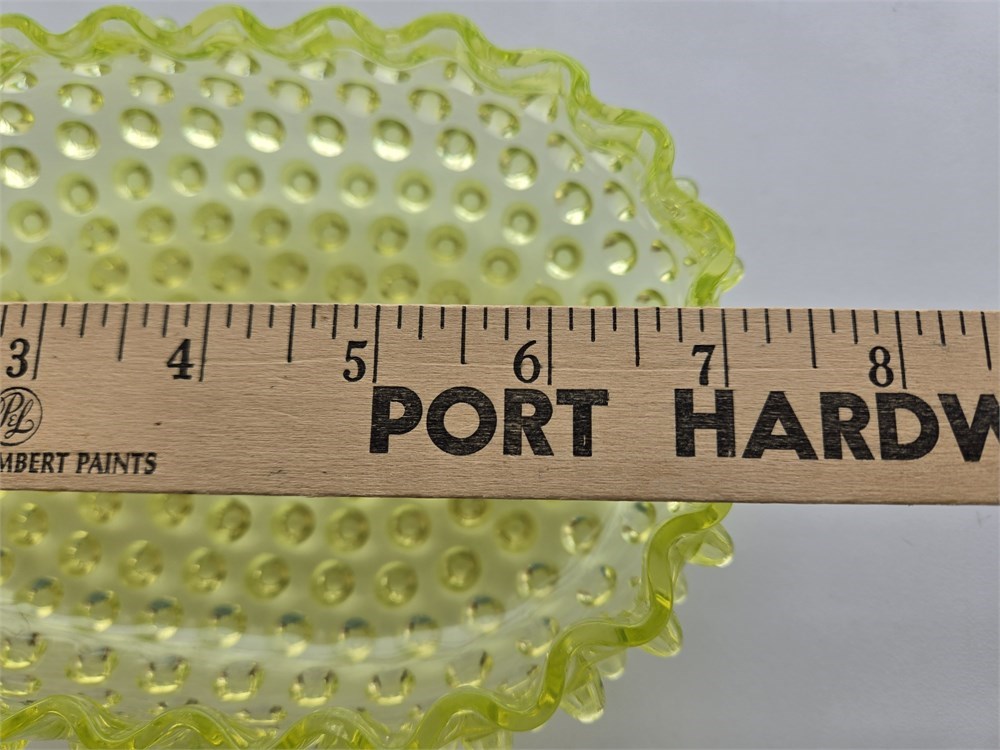 3 4 5 6 7 8
P&L PORT HARDW
MBERT PAINTS